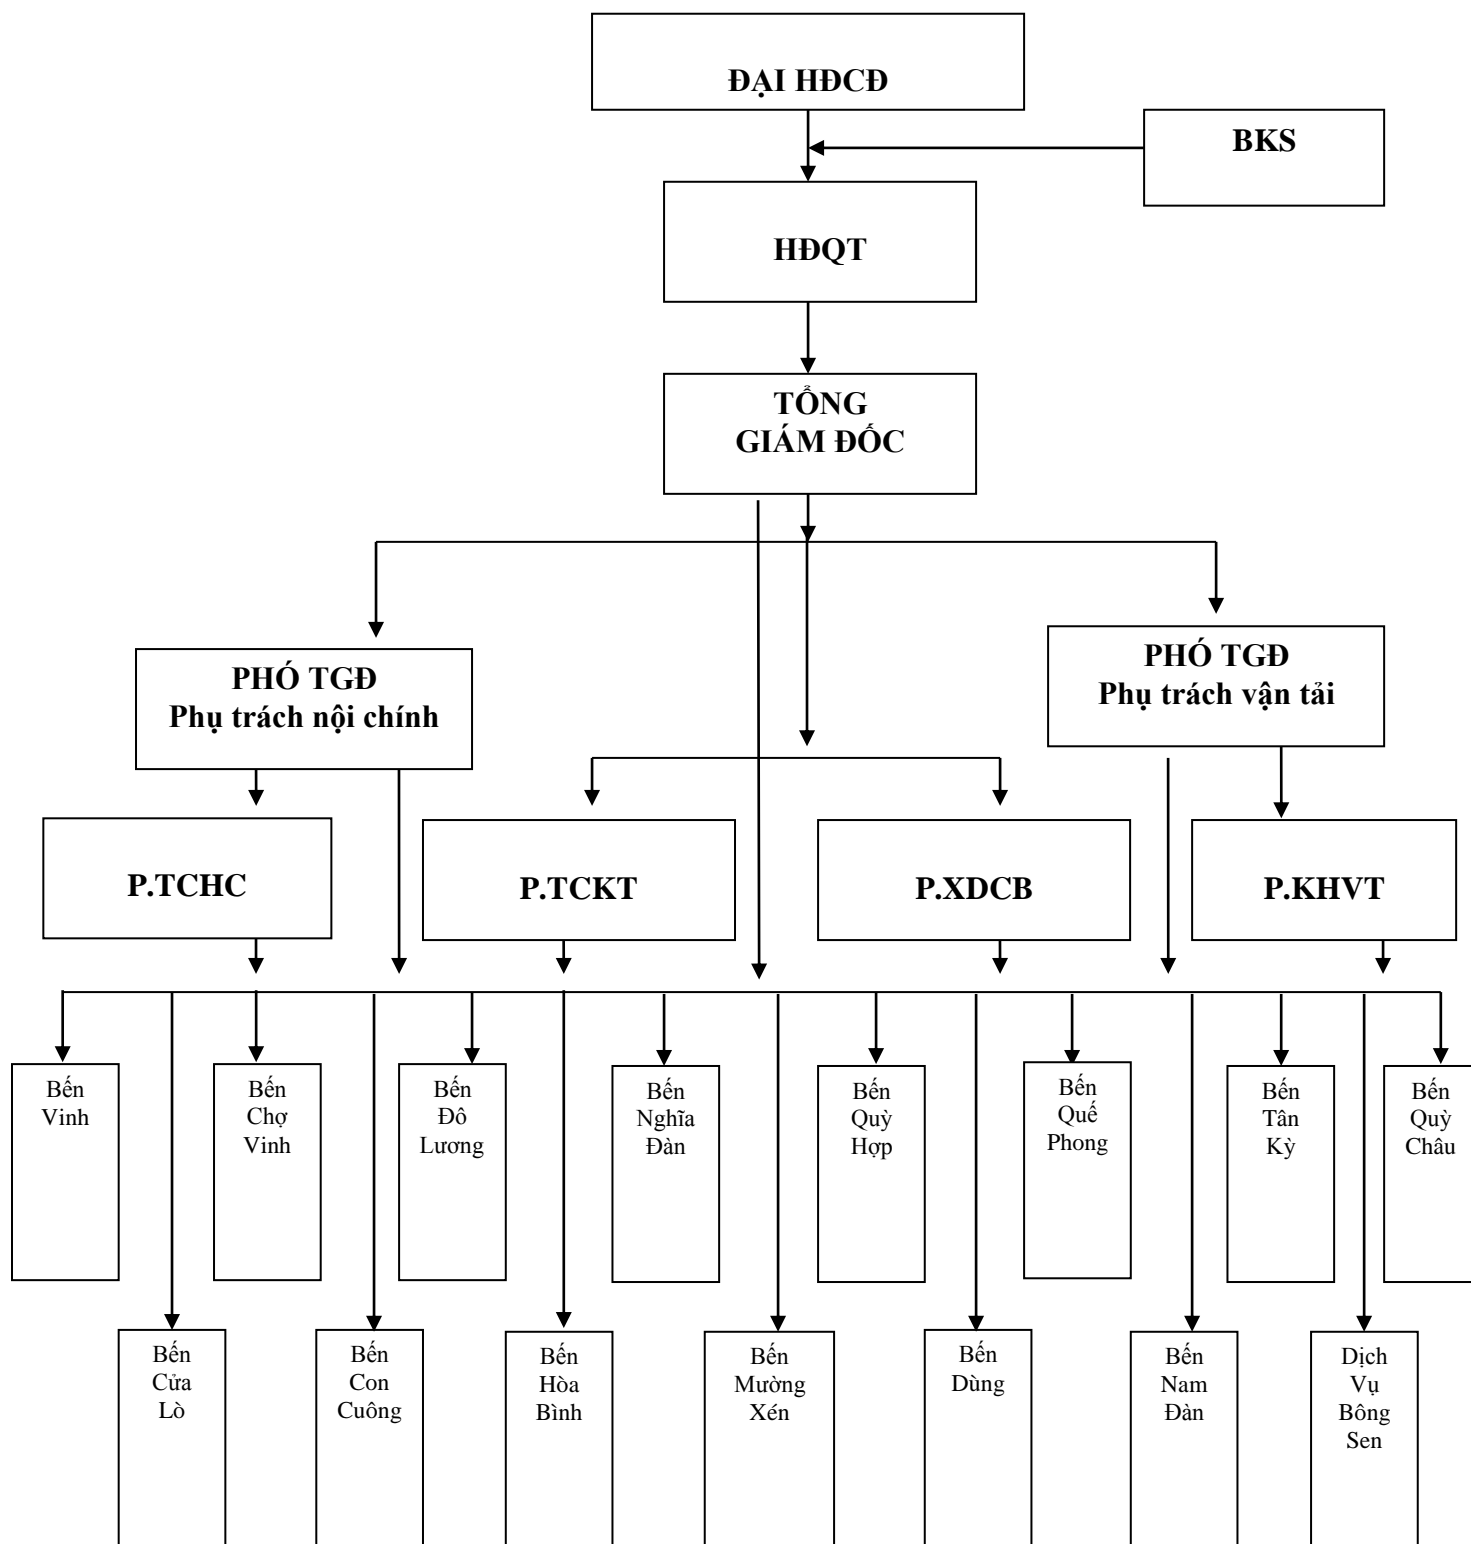 ĐẠI HĐCĐ
BKS
HĐQT
TỔNG
GIÁM ĐỐC
PHÓ TGĐ
Phụ trách nội chính
PHÓ TGĐ
Phụ trách vận tải
P.TCHC
P.TCKT
P.XDCB
P.KHVT
Bến
Vinh
Bến
Chợ
Vinh
Bến
Đô
Lương
Bến
Nghĩa
Đàn
Bến
Quỳ
Hợp
Bến
Quế
Phong
Bến
Tân
Kỳ
Bến
Quỳ
Châu
Bến
Cửa
Lò
Bến
Con
Cuông
Bến
Hòa
Bình
Bến
Mường
Xén
Bến
Dùng
Bến
Nam
Đàn
Dịch
Vụ
Bông
Sen